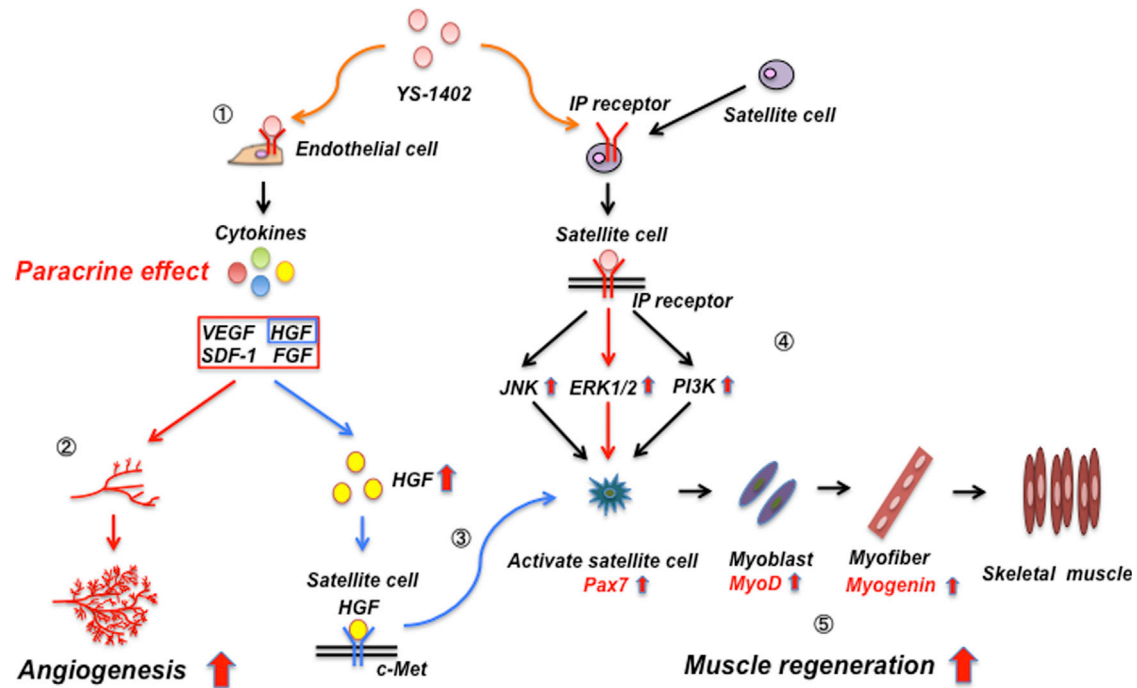 YS-1402
①
Endothelial cell
IP receptor
Satellite cell
Cytokines
Paracrine effect
VEGF HGF
SDF-1 FGF
Satellite cell
IP receptor
④
JNK ERK1/2 PI3K
②
HGF
③
Satellite cell
HGF
c-Met
Angiogenesis
Activate satellite cell
Pax7
Myoblast
MyoD
Myofiber
Myogenin
Skeletal muscle
⑤
Muscle regeneration